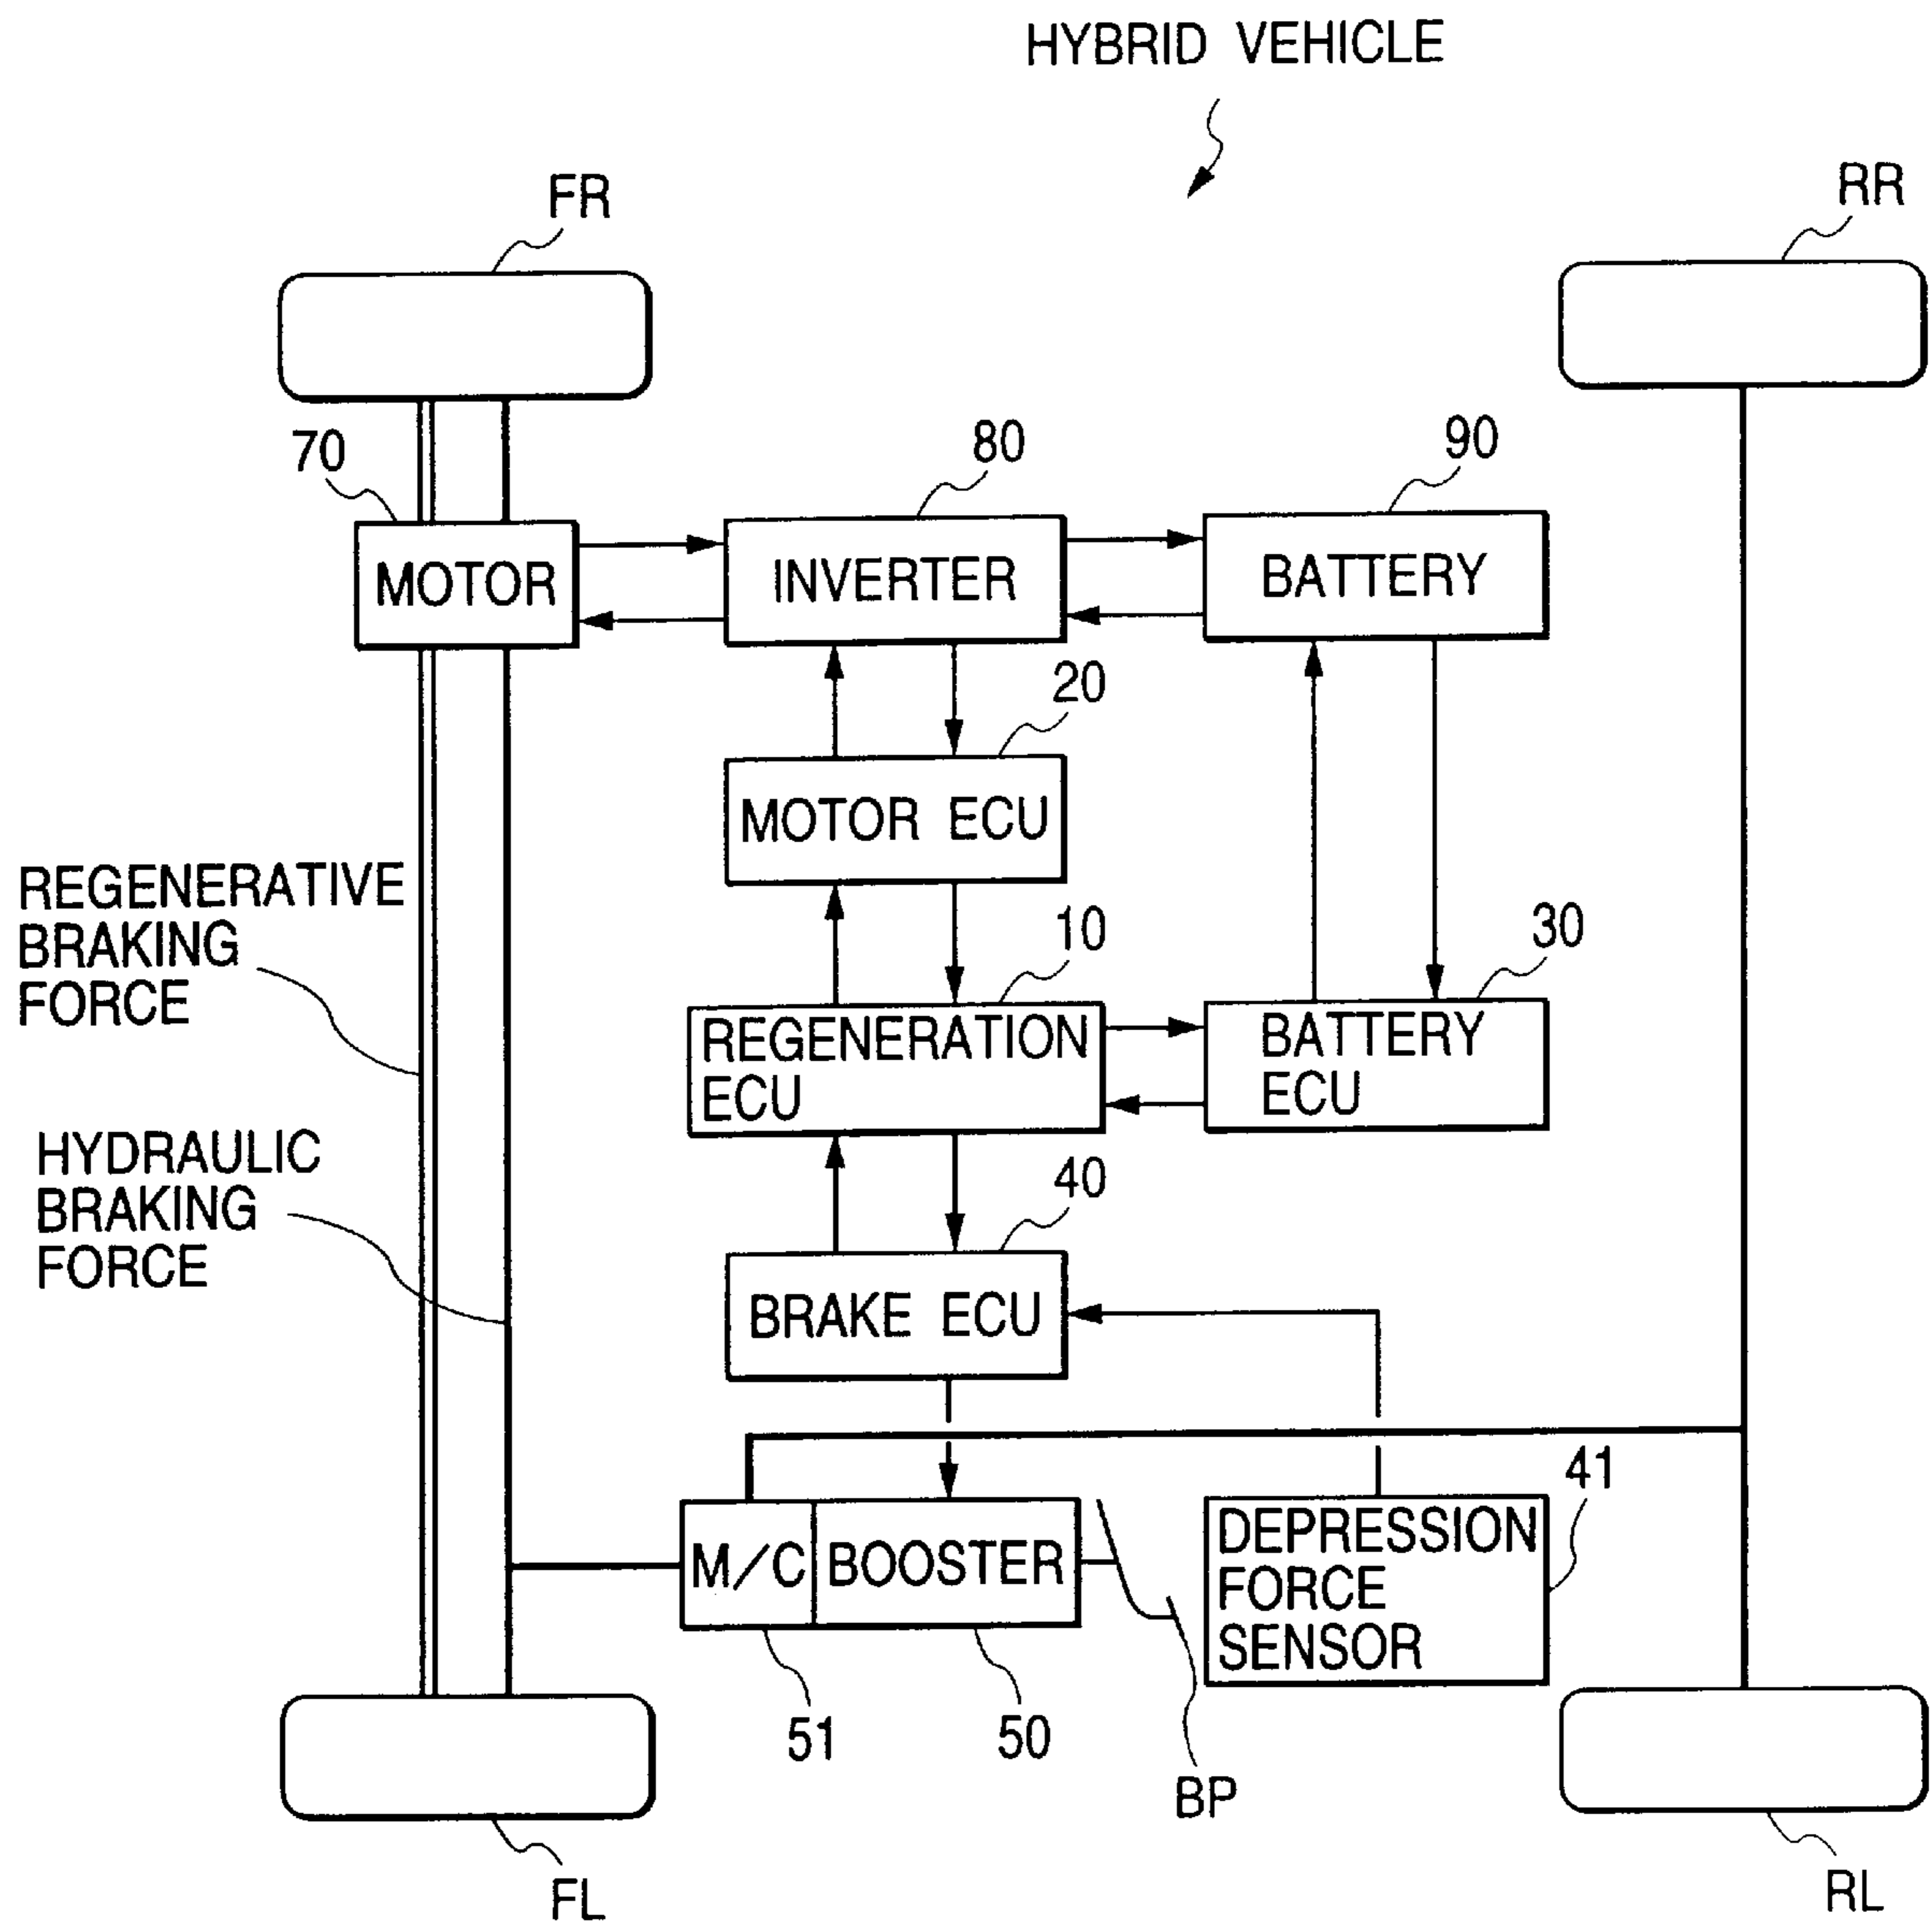 HYBRID VEHICLE
FR
RR
70
80
90
MOTOR
INVERTER
BATTERY
20
MOTOR ECU
REGENERATIVE
BRAKING
FORCE
10
30
REGENERATION
ECU
BATTERY
ECU
HYDRAULIC
BRAKING
FORCE
40
BRAKE ECU
41
M/C
BOOSTER
DEPRESSION
FORCE
SENSOR
51
50
BP
FL
RL